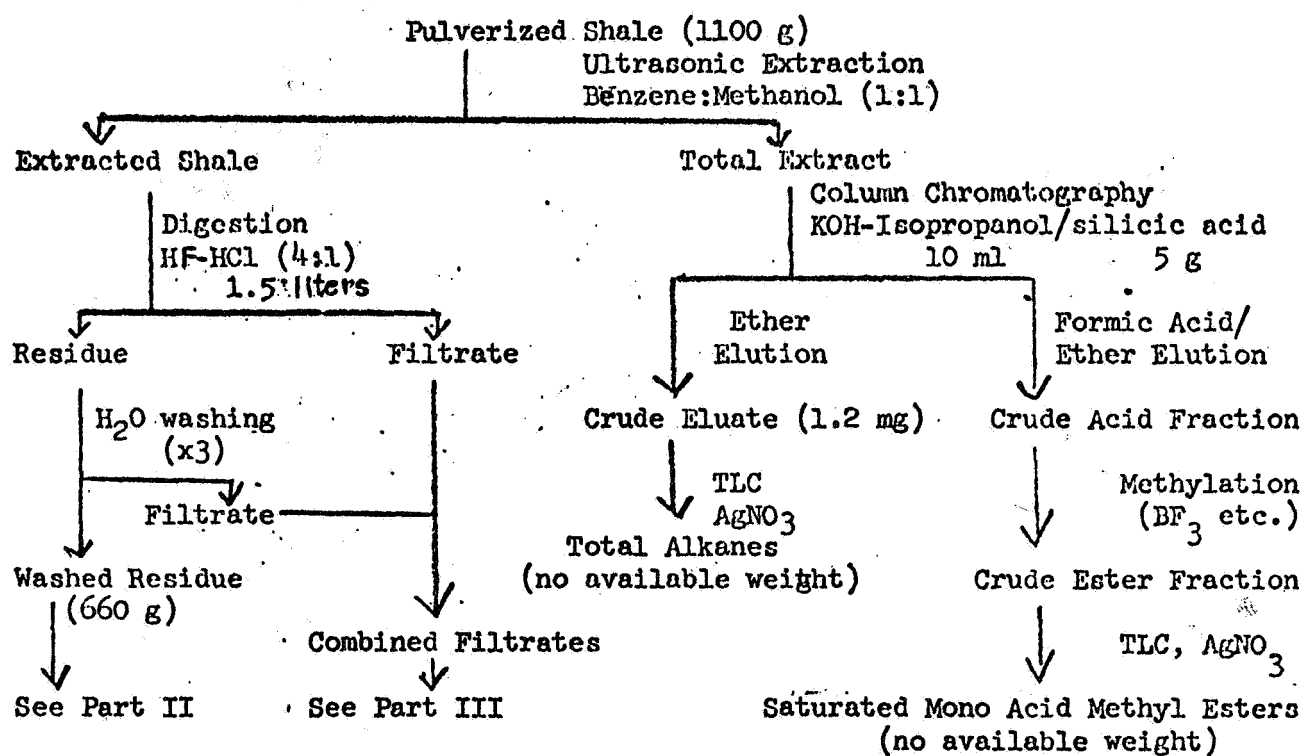 Pulverized Shale (1100 g)
Ultrasonic Extraction
Benzene:Methanol (1:1)
Extracted Shale
Total Extract
Digestion
HF-HCl (4:1)
1.5 liters
Column Chromatography
KOH-Isopropanol/silicic acid
10 ml 5 g
Residue
Filtrate
Ether
Elution
Formic Acid/
Ether Elution
H2O washing
(x3)
Filtrate
Crude Eluate (1.2 mg)
Crude Acid Fraction
TLC
AgNO3
Methylation
(BF3 etc.)
Total Alkanes
(no available weight)
Washed Residue
(660 g)
Crude Ester Fraction
Combined Filtrates
TLC, AgNO3
See Part II
See Part III
Saturated Mono Acid Methyl Esters
(no available weight)